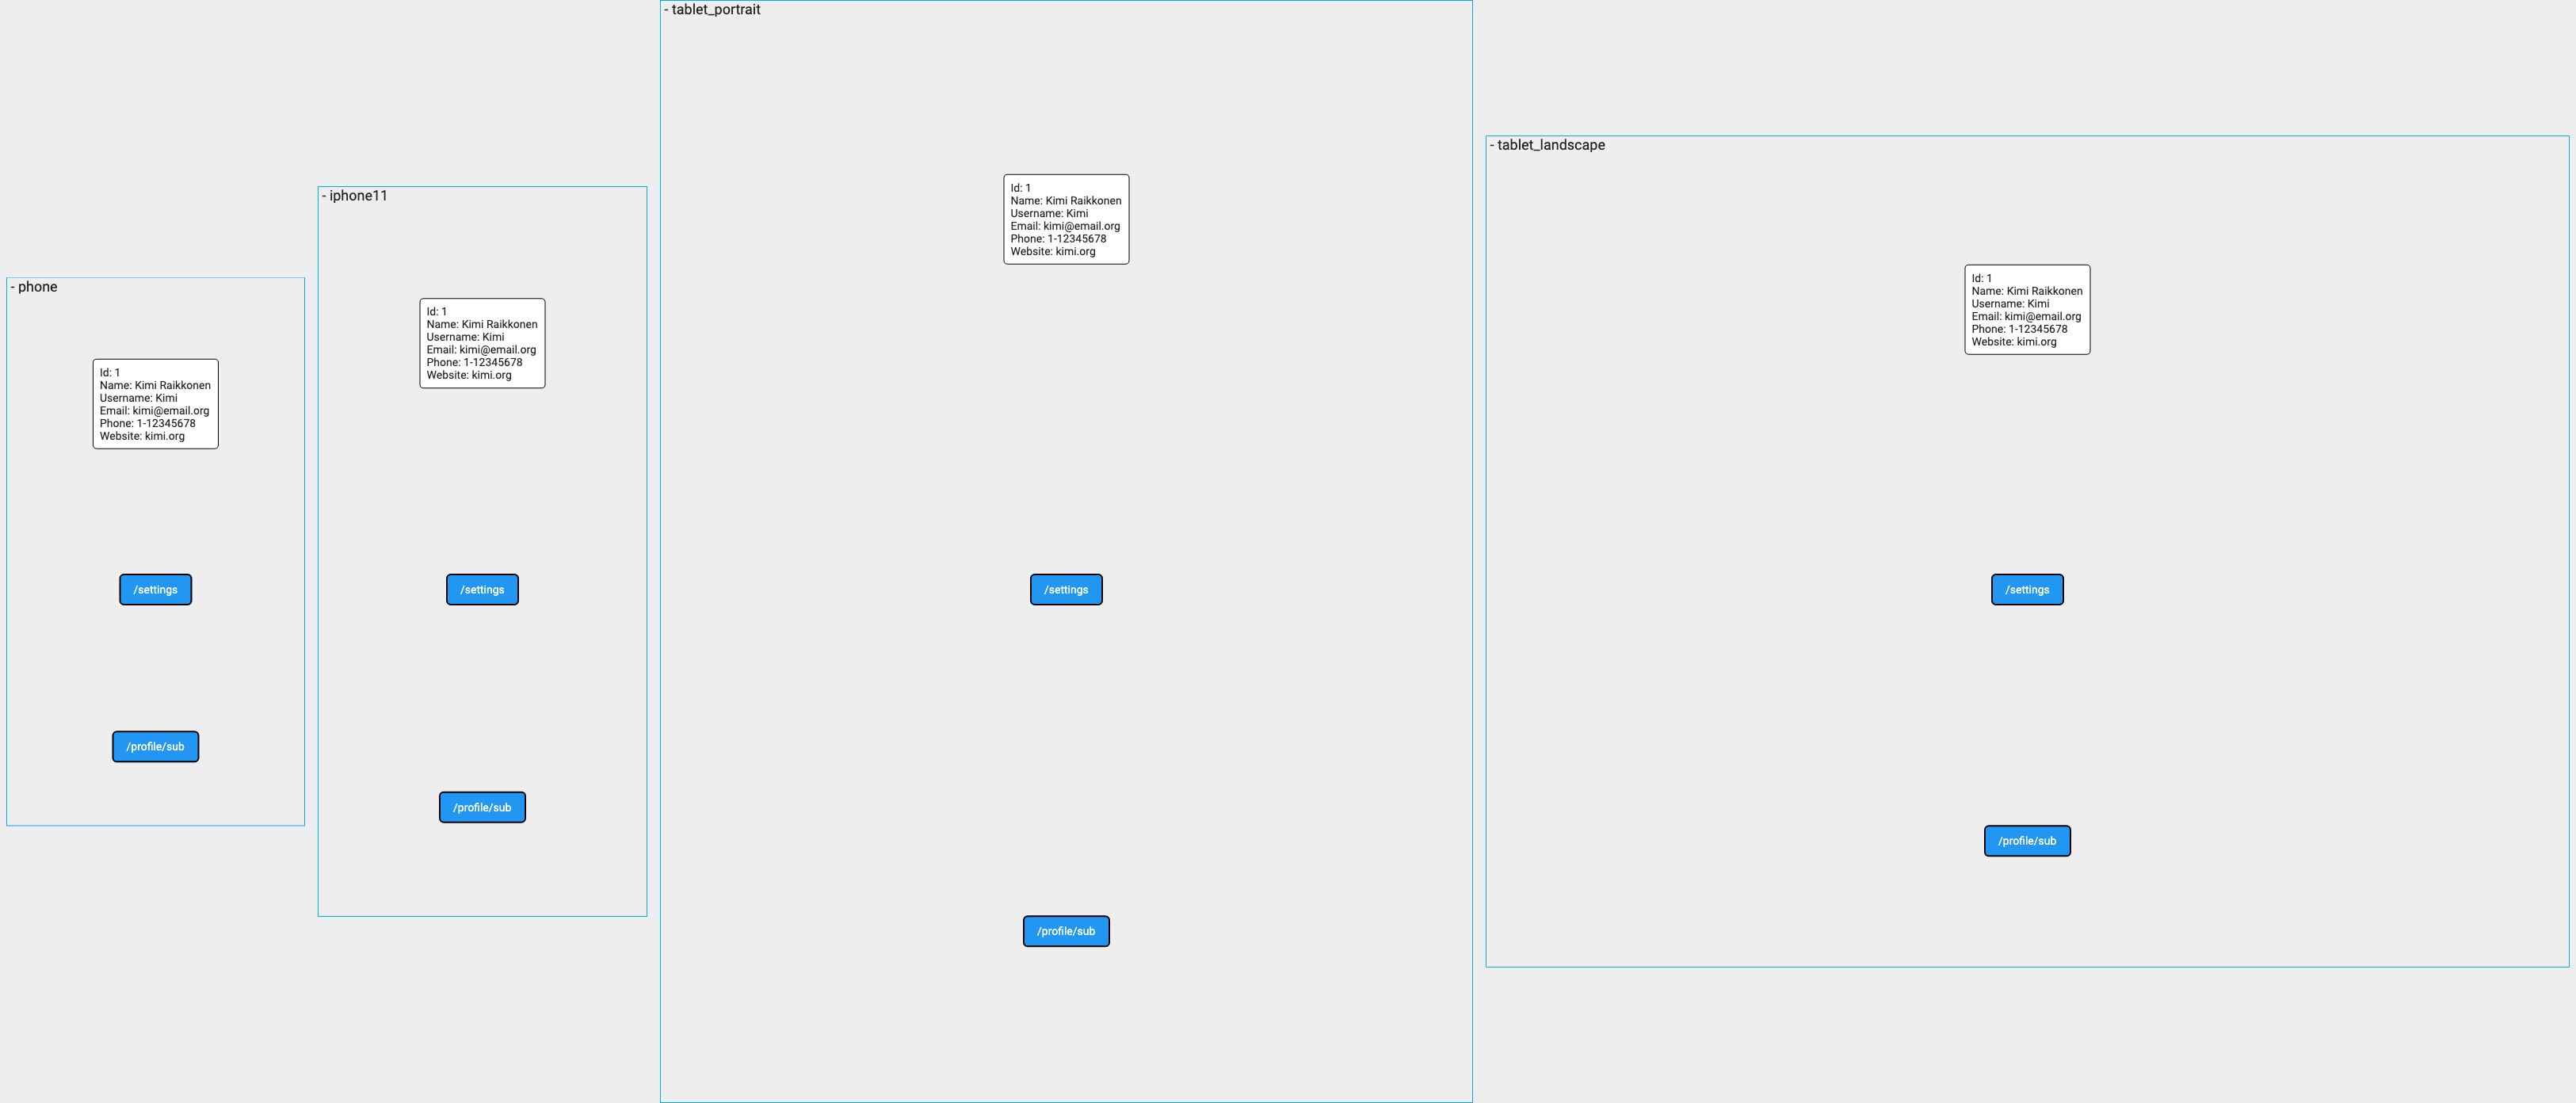 - phone
Id: 1
Name: Kimi Raikkonen
Username: Kimi
Email: kimi@email.org
Phone: 1-12345678
Website: kimi.org
/settings
/profile/sub
- iphone11
Id: 1
Name: Kimi Raikkonen
Username: Kimi
Email: kimi@email.org
Phone: 1-12345678
Website: kimi.org
/settings
/profile/sub
- tablet_portrait
Id: 1
Name: Kimi Raikkonen
Username: Kimi
Email: kimi@email.org
Phone: 1-12345678
Website: kimi.org
/settings
/profile/sub
- tablet_landscape
Id: 1
Name: Kimi Raikkonen
Username: Kimi
Email: kimi@email.org
Phone: 1-12345678
Website: kimi.org
/settings
/profile/sub